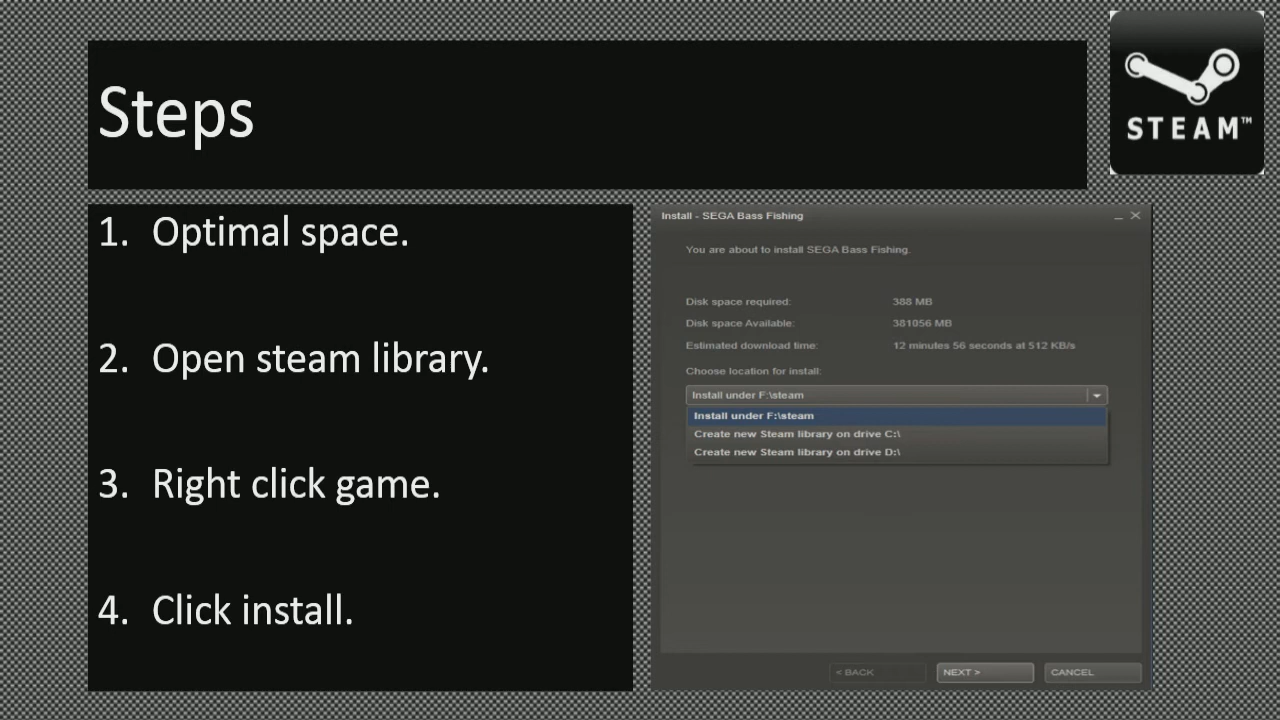 Steps
STEAM™
1. Optimal space.
2. Open steam library.
3. Right click game.
4. Click install.
Install - SEGA Bass Fishing
You are about to install SEGA Bass Fishing.
Disk space required: 388 MB
Disk space Available: 381056 MB
Estimated download time: 12 minutes 56 seconds at 512 KB/s
Choose location for install:
Install under F:\steam
Install under F:\steam
Create new Steam library on drive C:\
Create new Steam library on drive D:\
< BACK NEXT > CANCEL